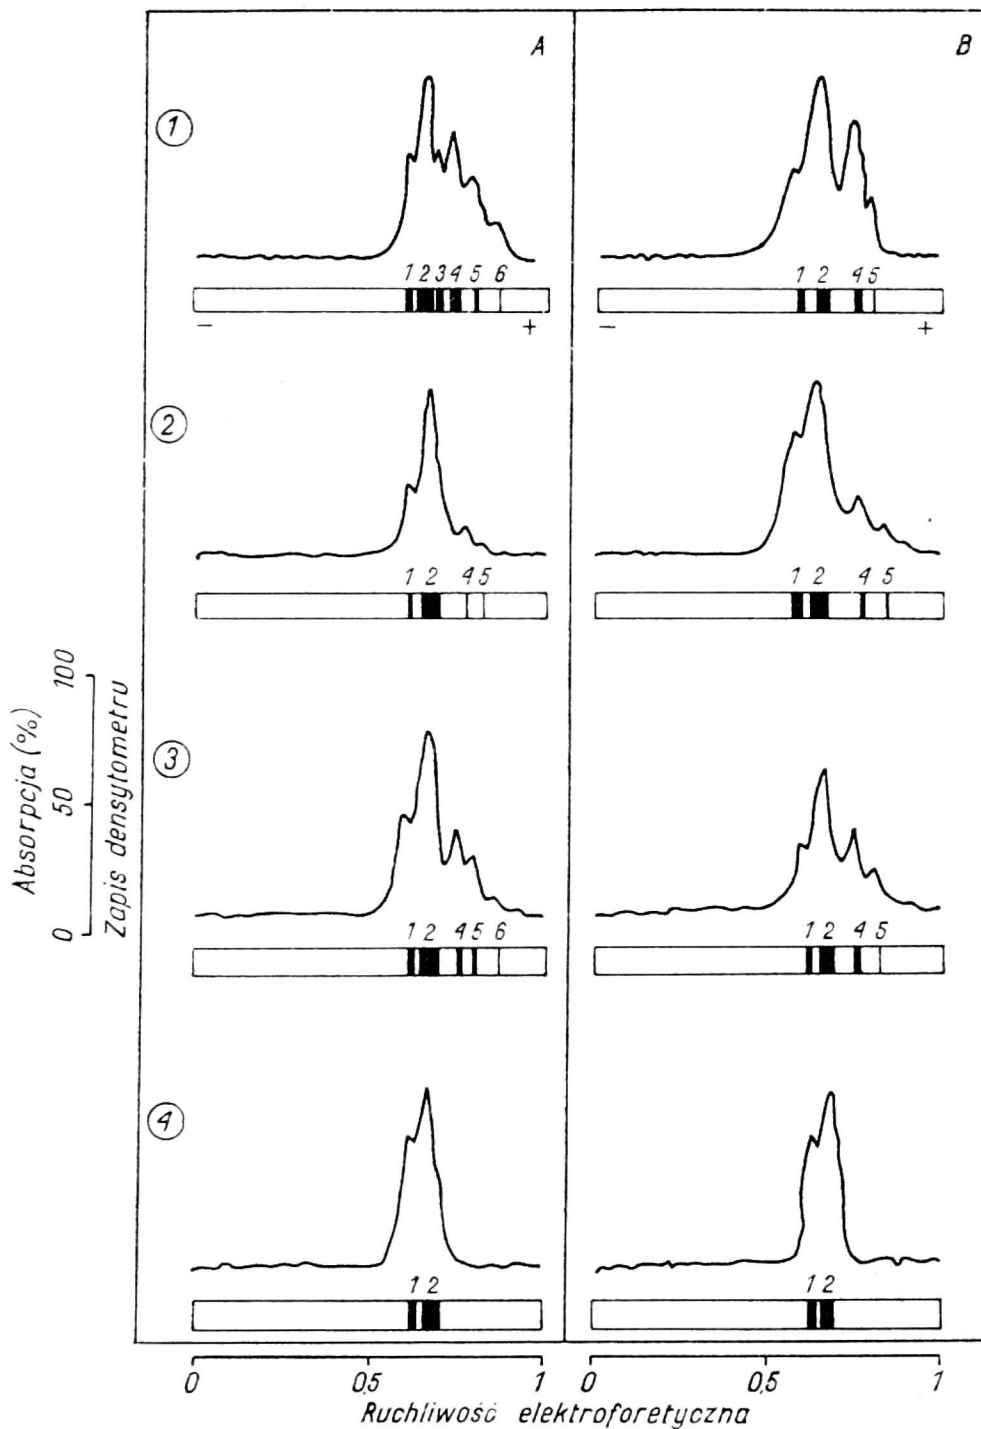 A B
1
1 2 3 4 5 6 1 2 4 5
- + - +
2
1 2 4 5 1 2 4 5
Absorpcja (%)
0 50 100
Zapis densytometru
3
1 2 4 5 6 1 2 4 5
4
1 2 1 2
0 0,5 1 0 0,5 1
Ruchliwość elektroforetyczna